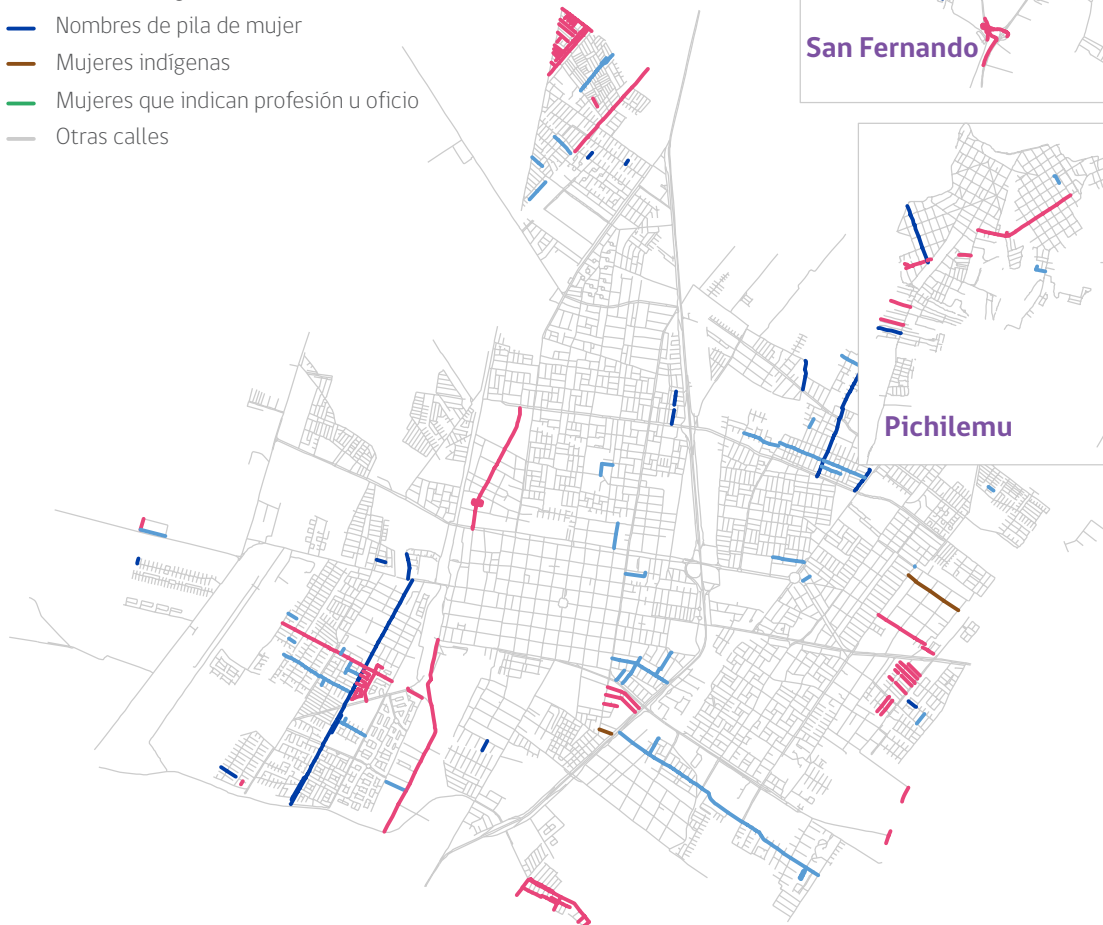 Nombres de pila de mujer
Mujeres indígenas
Mujeres que indican profesión u oficio
Otras calles
San Fernando
Pichilemu